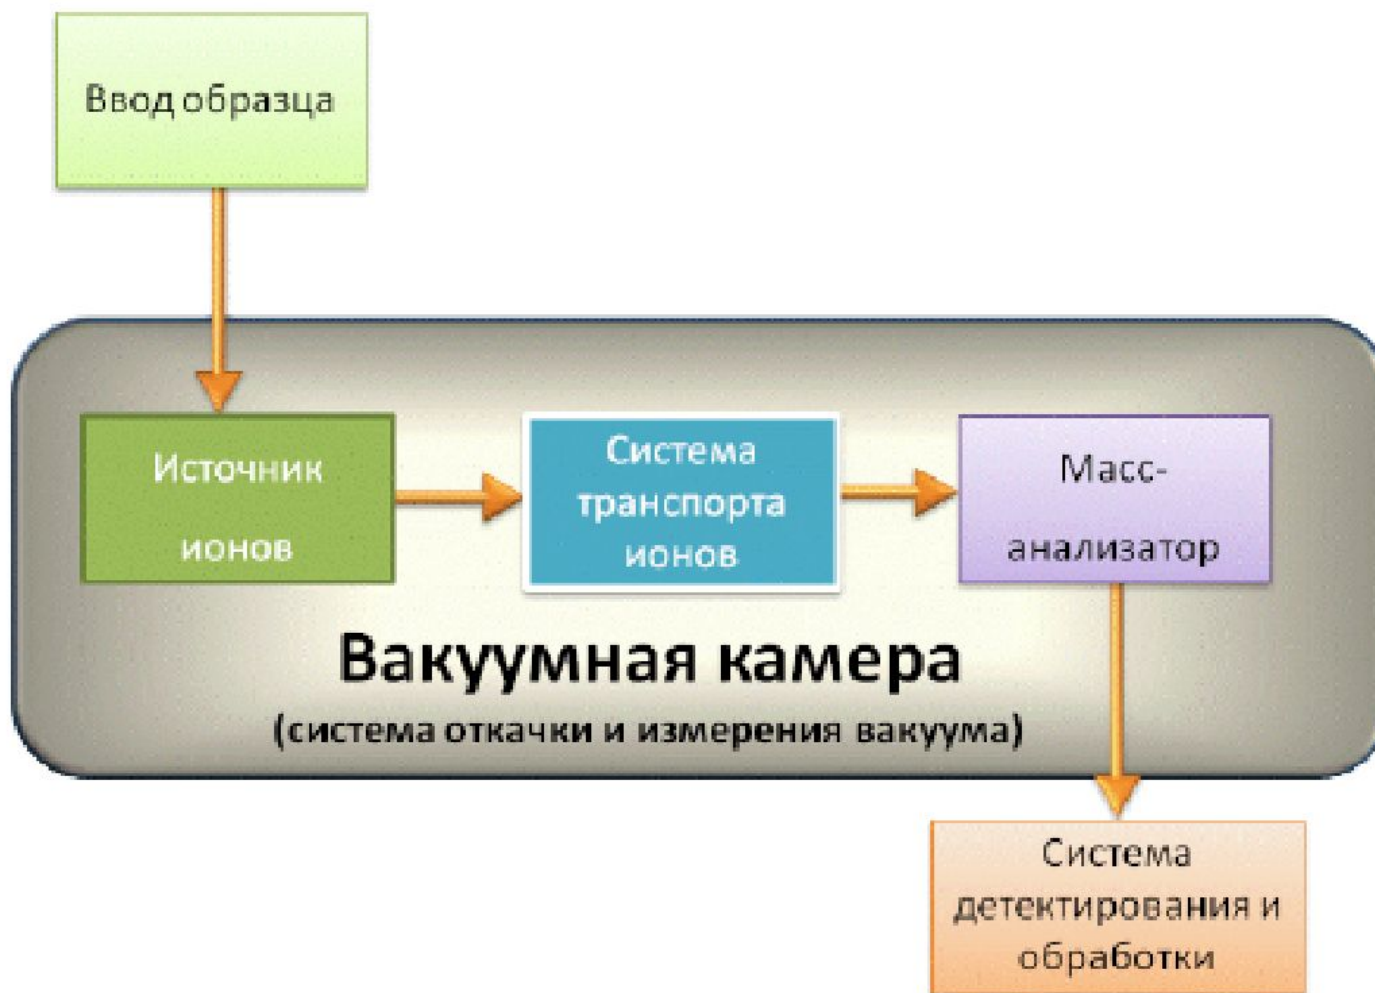 Ввод образца
Источник
ионов
Система
транспорта
ионов
Масс-
анализатор
Вакуумная камера
(система откачки и измерения вакуума)
Система
детектирования и
обработки